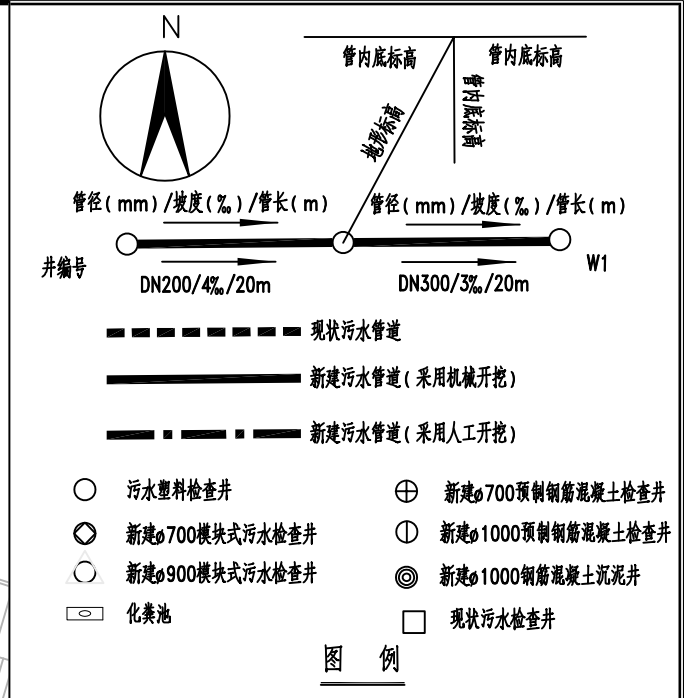 N
管内底标高 管内底标高
管内底标高
地形标高
管径(mm)/坡度(‰)/管长(m) 管径(mm)/坡度(‰)/管长(m)
井编号 W1
DN200/4‰/20m DN300/3‰/20m
现状污水管道
新建污水管道(采用机械开挖)
新建污水管道(采用人工开挖)
污水塑料检查井 新建ø700预制钢筋混凝土检查井
新建ø700模块式污水检查井 新建ø1000预制钢筋混凝土检查井
新建ø900模块式污水检查井 新建ø1000钢筋混凝土沉泥井
化粪池 现状污水检查井
图 例